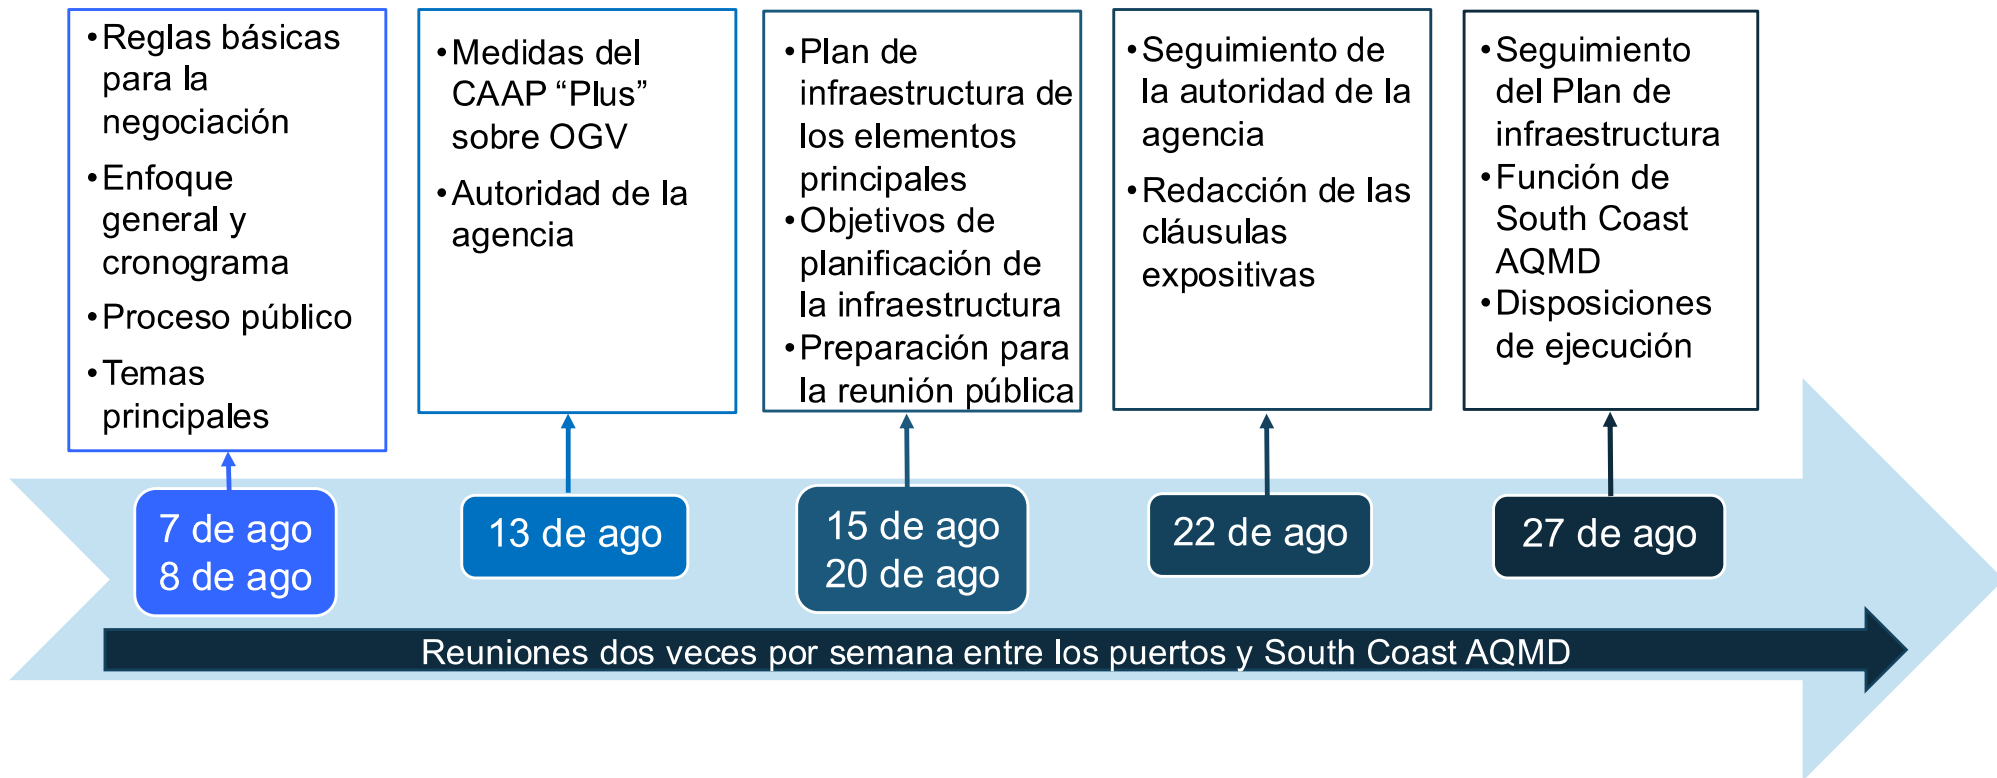 •Reglas básicas
para la
negociación
•Enfoque
general y
cronograma
•Proceso público
•Temas
principales
•Medidas del
CAAP “Plus”
sobre OGV
•Autoridad de la
agencia
•Plan de
infraestructura de
los elementos
principales
•Objetivos de
planificación de
la infraestructura
•Preparación para
la reunión pública
•Seguimiento de
la autoridad de la
agencia
•Redacción de las
cláusulas
expositivas
•Seguimiento
del Plan de
infraestructura
•Función de
South Coast
AQMD
•Disposiciones
de ejecución
7 de ago
8 de ago
13 de ago
15 de ago
20 de ago
22 de ago
27 de ago
Reuniones dos veces por semana entre los puertos y South Coast AQMD